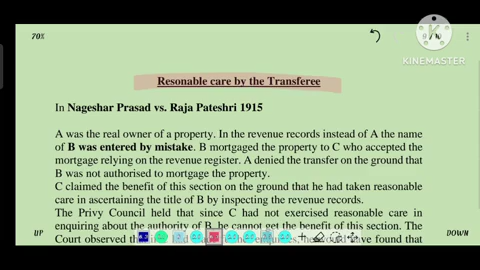 70%
9 / 10
KINEMASTER
Resonable care by the Transferee
In Nageshar Prasad vs. Raja Pateshri 1915
A was the real owner of a property. In the revenue records instead of A the name
of B was entered by mistake. B mortgaged the property to C who accepted the
mortgage relying on the revenue register. A denied the transfer on the ground that
B was not authorised to mortgage the property.
C claimed the benefit of this section on the ground that he had taken reasonable
care in ascertaining the title of B by inspecting the revenue records.
The Privy Council held that since C had not exercised reasonable care in
enquiring about the authority of B, he cannot get the benefit of this section. The
Court observed that have found that
UP
DOWN